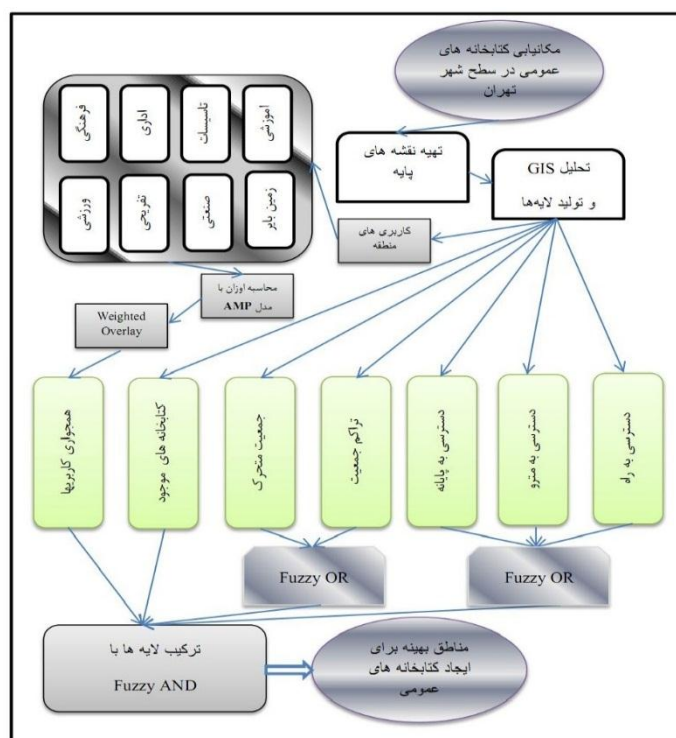 مکانیابی کتابخانه های
عمومی در سطح شهر
تهران
تهیه نقشه های
پایه
تحلیل GIS
و تولید لایه‌ها
کاربری های
منطقه
آموزشی
تاسیسات
اداری
فرهنگی
زمین بایر
صنعتی
تفریحی
ورزشی
محاسبه اوزان با
مدل AMP
Weighted
Overlay
دسترسی به راه
دسترسی به مترو
دسترسی به پایانه
تراکم جمعیت
جمعیت متحرک
کتابخانه های موجود
همجواری کاربریها
Fuzzy OR
Fuzzy OR
ترکیب لایه ها با
Fuzzy AND
مناطق بهینه برای
ایجاد کتابخانه های
عمومی